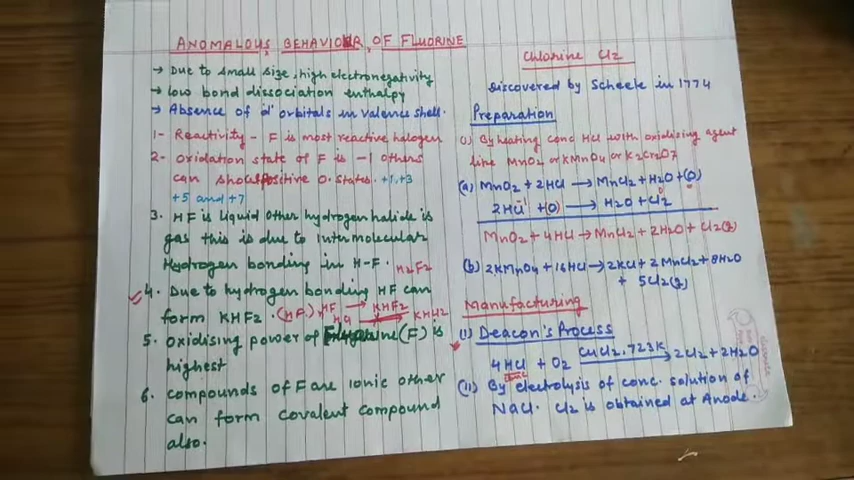 ANOMALOUS BEHAVIOUR OF FLUORINE
→ Due to small size, high electronegativity
→ Low bond dissociation enthalpy
→ Absence of 'd' orbitals in valence shell.
1- Reactivity - F is most reactive halogen
2- oxidation state of F is -1 others
can show positive O. states. +1, +3
+5 and +7
3. HF is liquid other hydrogen halide is
gas this is due to intermolecular
Hydrogen bonding in H-F. H2F2
4. Due to hydrogen bonding HF can
form KHF2. (HF) HF → KHF2
KHCl2
5. oxidising power of Fluorine (F) is
highest
6. compounds of F are ionic other
can form covalent compound
also.
Chlorine Cl2
Discovered by Scheele in 1774
Preparation
(i) By heating conc HCl with oxidising agent
like MnO2 or KMnO4 or K2Cr2O7
(a) MnO2 + 2HCl → MnCl2 + H2O + (O)
2HCl + (O) → H2O + Cl2
MnO2 + 4HCl → MnCl2 + 2H2O + Cl2(g)
(b) 2KMnO4 + 16HCl → 2KCl + 2MnCl2 + 8H2O
+ 5Cl2(g)
Manufacturing
(i) Deacon's Process
4HCl + O2 CuCl2, 723K 2Cl2 + 2H2O
(ii) By electrolysis of conc. solution of
NaCl. Cl2 is obtained at Anode.